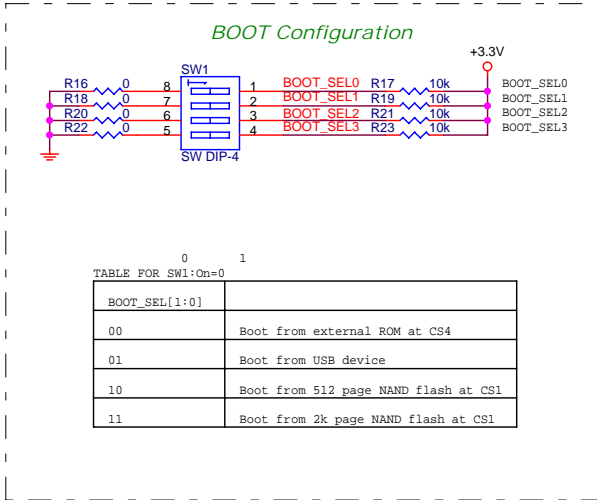 BOOT Configuration
+3.3V
SW1
R16 0 8 1 BOOT_SEL0 R17 10k BOOT_SEL0
R18 0 7 2 BOOT_SEL1 R19 10k BOOT_SEL1
R20 0 6 3 BOOT_SEL2 R21 10k BOOT_SEL2
R22 0 5 4 BOOT_SEL3 R23 10k BOOT_SEL3
SW DIP-4
0 1
TABLE FOR SW1:On=0
BOOT_SEL[1:0]
00 Boot from external ROM at CS4
01 Boot from USB device
10 Boot from 512 page NAND flash at CS1
11 Boot from 2k page NAND flash at CS1